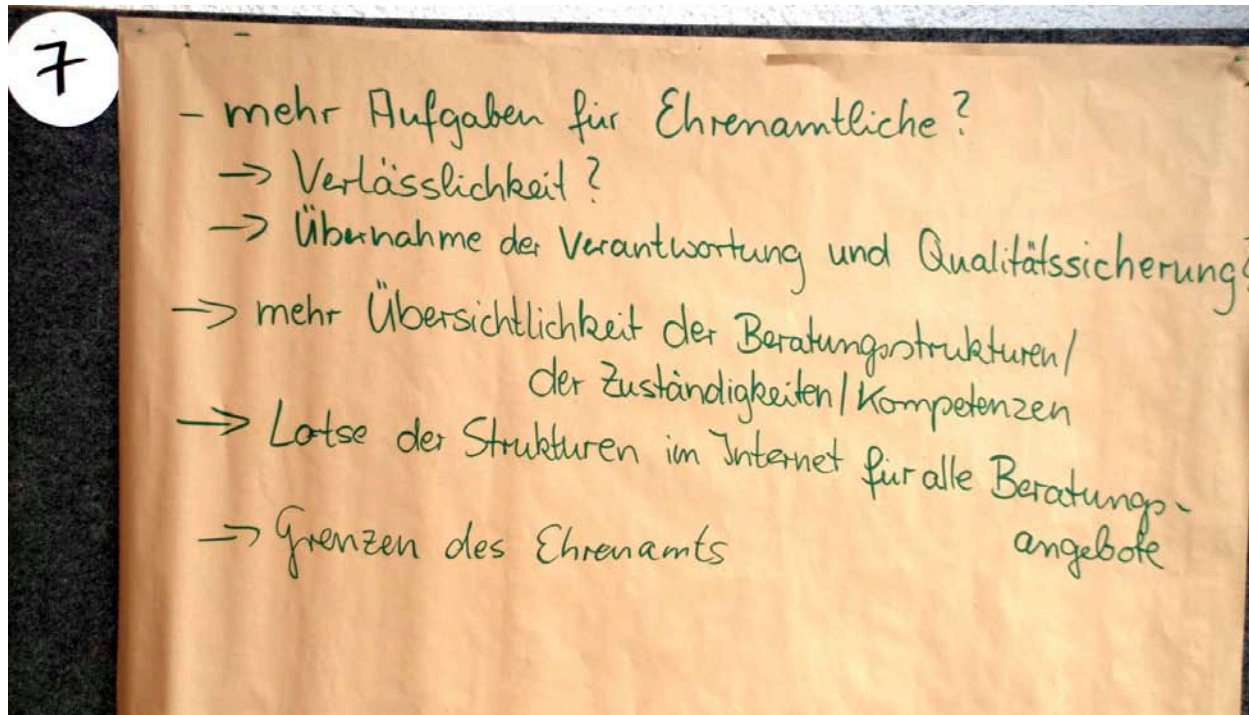 7
- mehr Aufgaben für Ehrenamtliche?
→ Verlässlichkeit?
→ Übernahme der Verantwortung und Qualitätssicherung?
→ mehr Übersichtlichkeit der Beratungsstrukturen/
der Zuständigkeiten/Kompetenzen
→ Lotse der Strukturen im Internet für alle Beratungs-
angebote
→ Grenzen des Ehrenamts